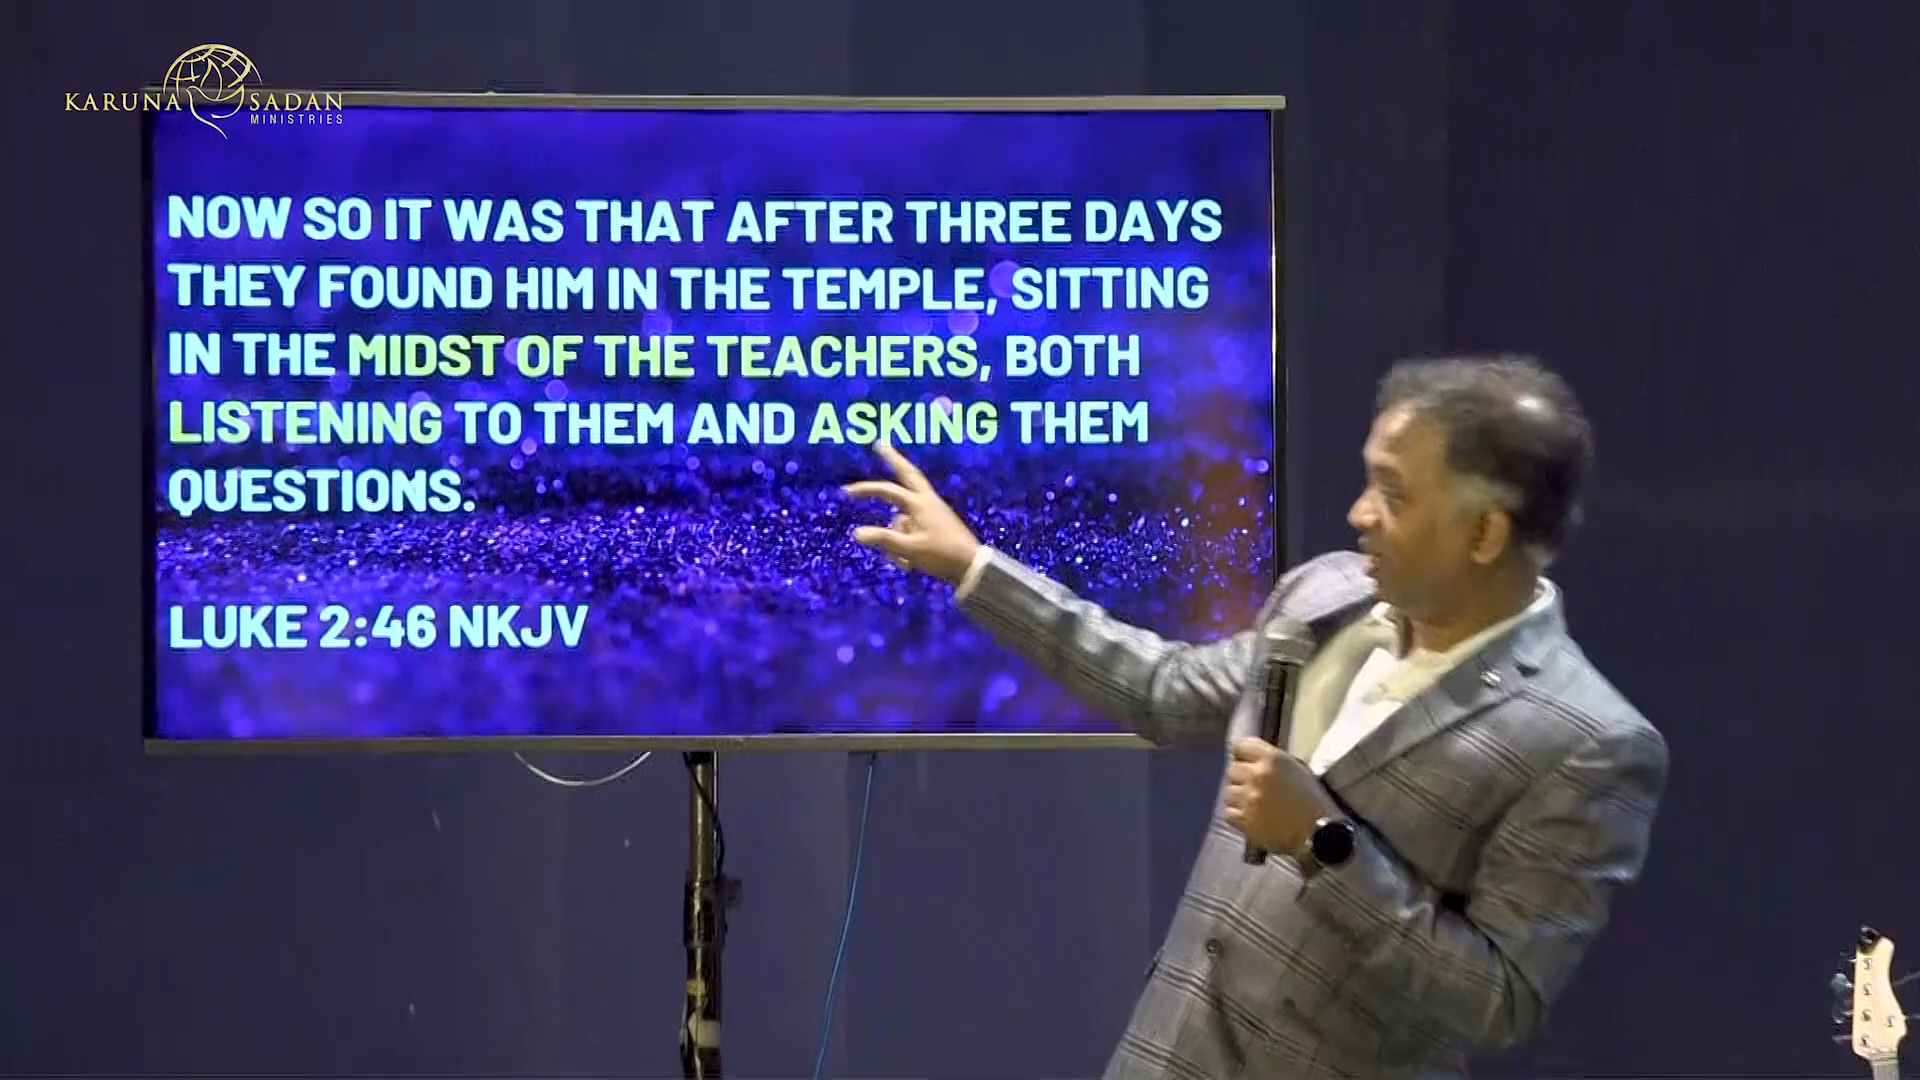 KARUNA SADAN
MINISTRIES
NOW SO IT WAS THAT AFTER THREE DAYS
THEY FOUND HIM IN THE TEMPLE, SITTING
IN THE MIDST OF THE TEACHERS, BOTH
LISTENING TO THEM AND ASKING THEM
QUESTIONS.
LUKE 2:46 NKJV